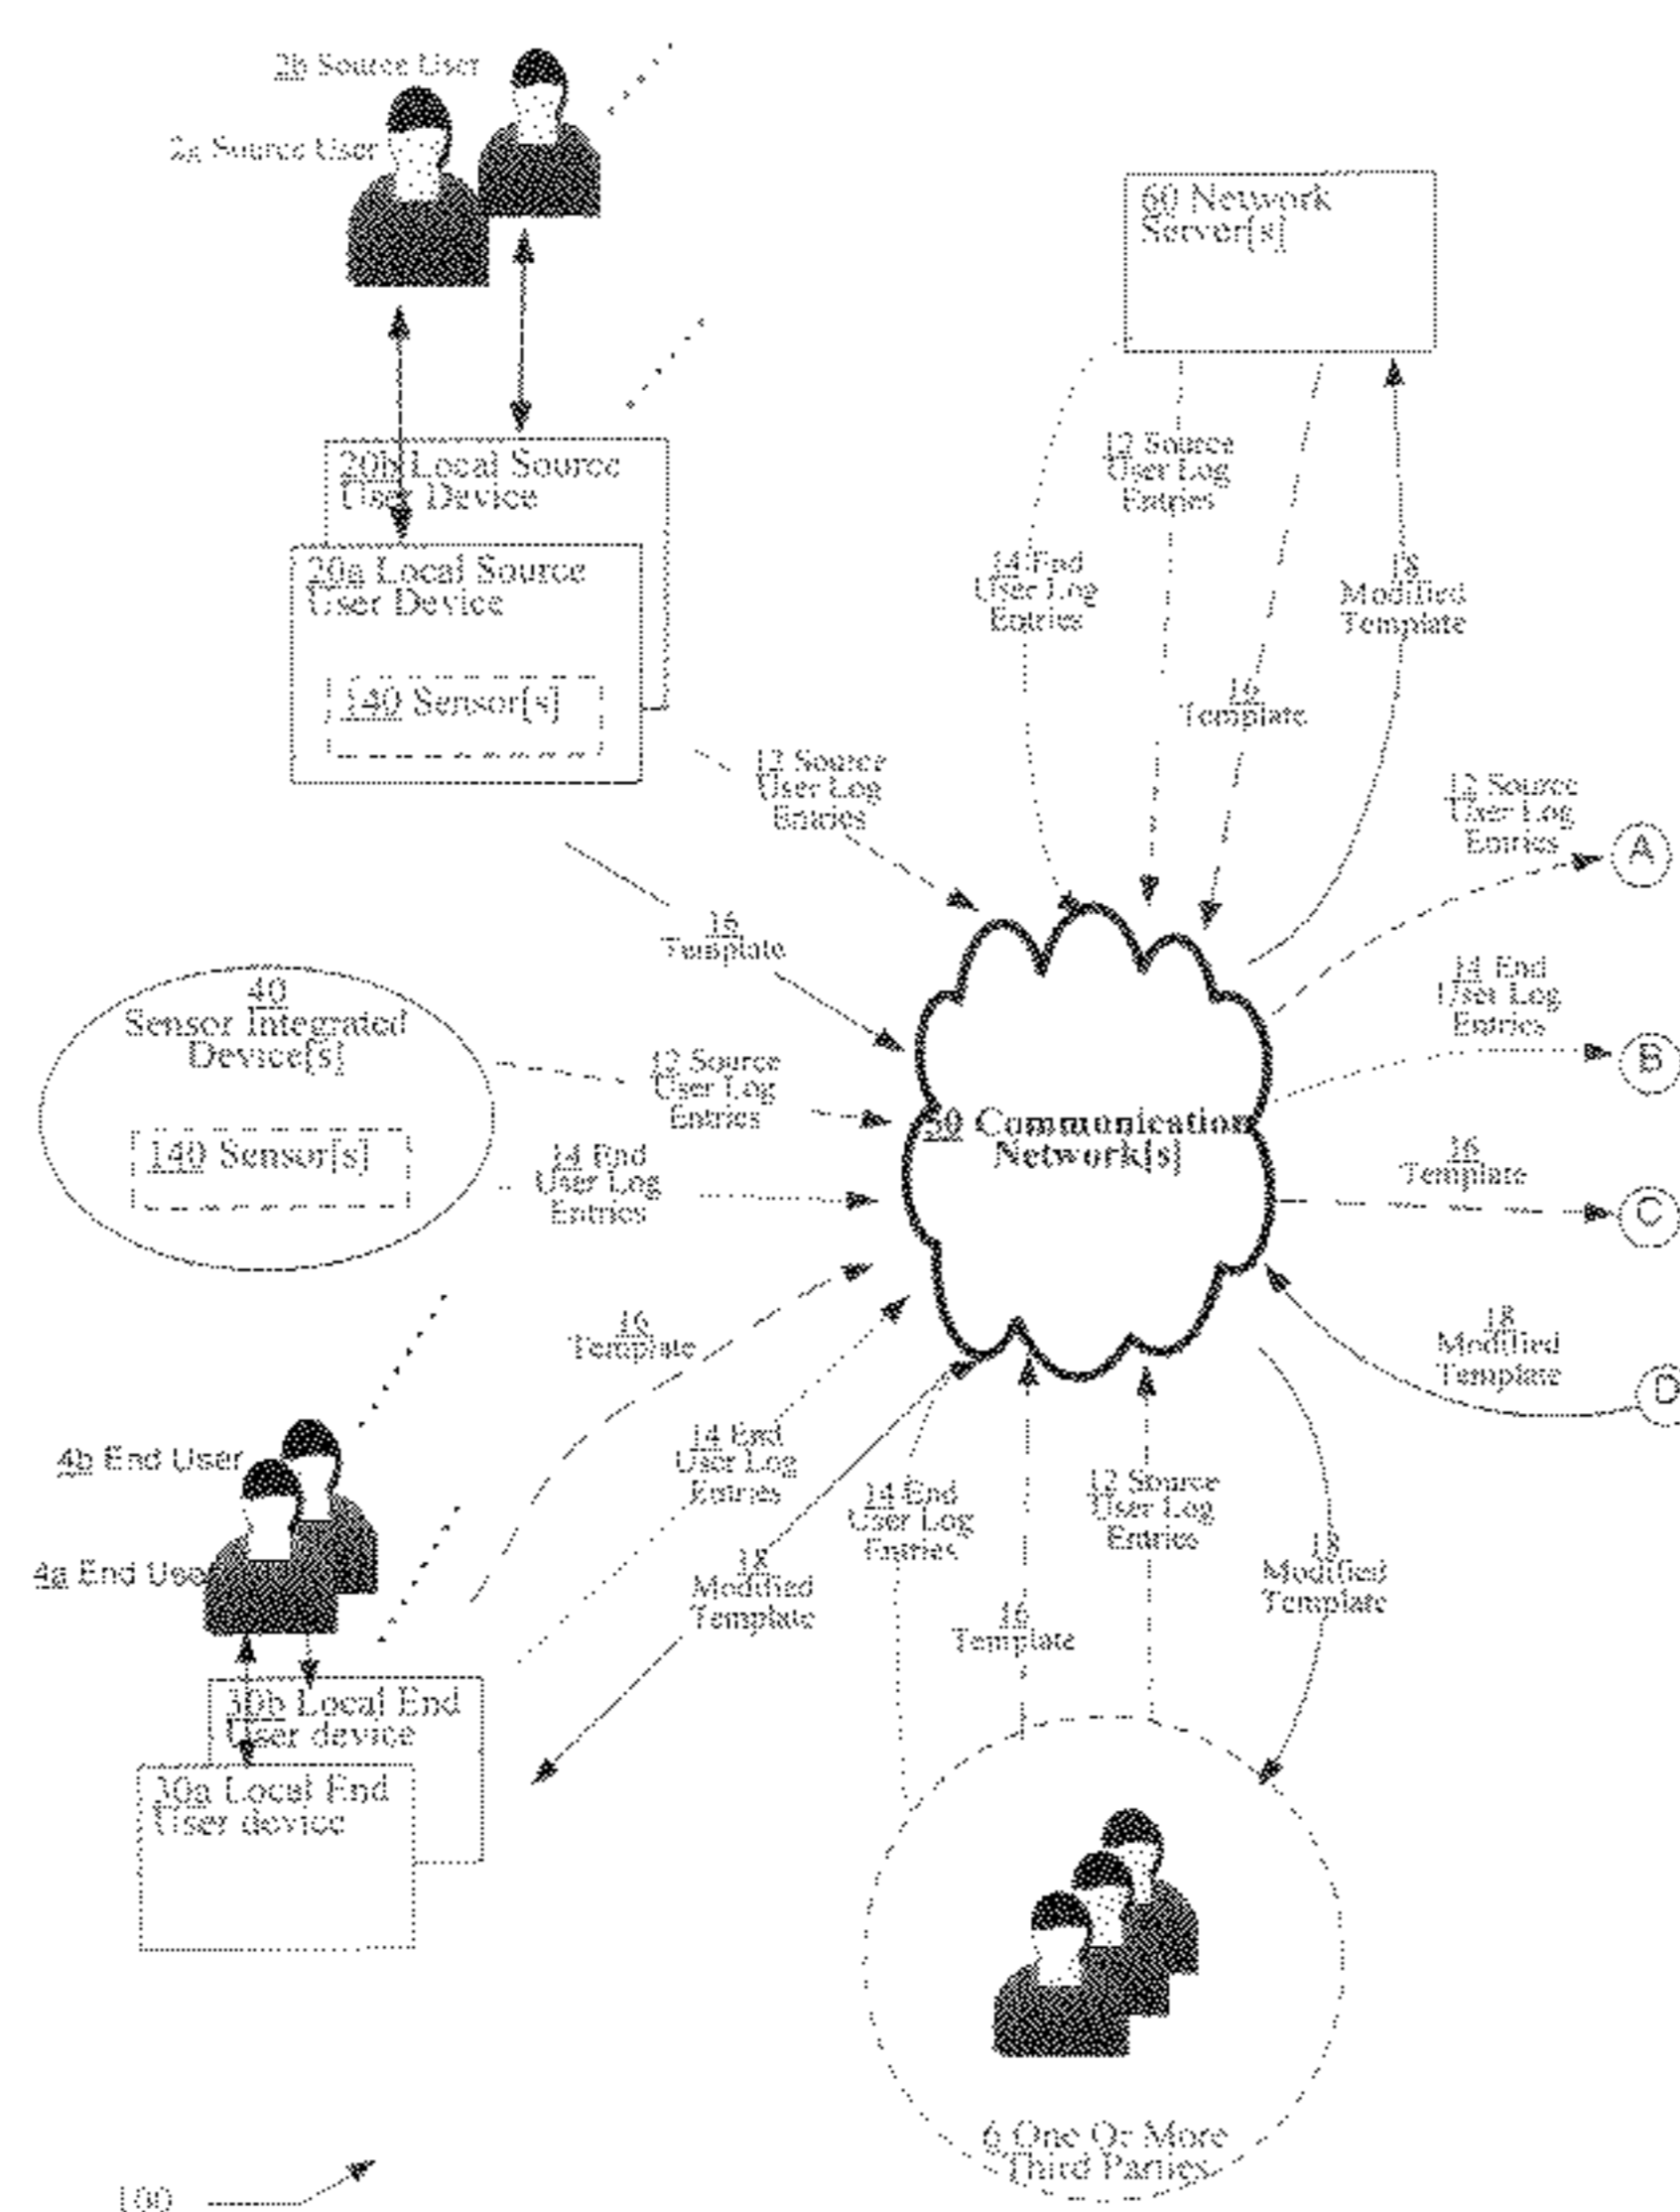 2b Source User
2a Source User
60 Network
Server[s]
20b Local Source
User Device
20a Local Source
User Device
140 Sensor[s]
12 Source
User Log
Entries
14 End
User Log
Entries
18
Modified
Template
16
Template
12 Source
User Log
Entries
12 Source
User Log
Entries
A
16
Template
14 End
User Log
Entries
B
40
Sensor Integrated
Device[s]
140 Sensor[s]
12 Source
User Log
Entries
14 End
User Log
Entries
50 Communication
Network[s]
16
Template
C
16
Template
18
Modified
Template
D
4b End User
4a End User
14 End
User Log
Entries
18
Modified
Template
14 End
User Log
Entries
16
Template
12 Source
User Log
Entries
18
Modified
Template
30b Local End
User device
30a Local End
User device
6 One Or More
Third Parties
100